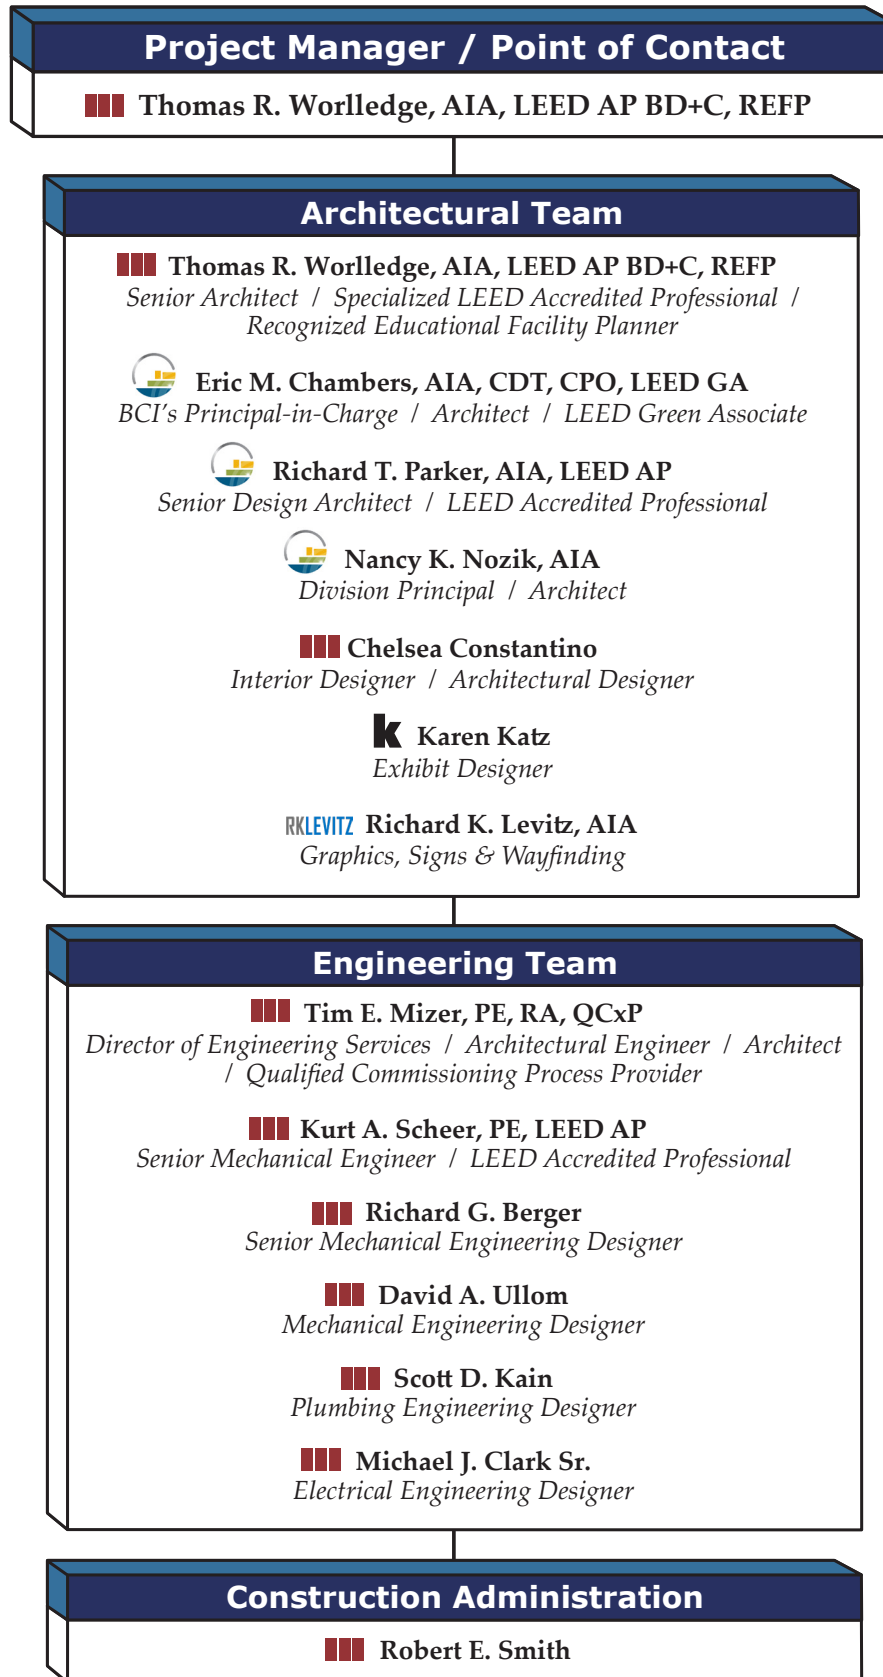 Project Manager / Point of Contact
Thomas R. Worlledge, AIA, LEED AP BD+C, REFP
Architectural Team
Thomas R. Worlledge, AIA, LEED AP BD+C, REFP
Senior Architect / Specialized LEED Accredited Professional /
Recognized Educational Facility Planner
Eric M. Chambers, AIA, CDT, CPO, LEED GA
BCI's Principal-in-Charge / Architect / LEED Green Associate
Richard T. Parker, AIA, LEED AP
Senior Design Architect / LEED Accredited Professional
Nancy K. Nozik, AIA
Division Principal / Architect
Chelsea Constantino
Interior Designer / Architectural Designer
k Karen Katz
Exhibit Designer
RKLEVITZ Richard K. Levitz, AIA
Graphics, Signs & Wayfinding
Engineering Team
Tim E. Mizer, PE, RA, QCxP
Director of Engineering Services / Architectural Engineer / Architect
/ Qualified Commissioning Process Provider
Kurt A. Scheer, PE, LEED AP
Senior Mechanical Engineer / LEED Accredited Professional
Richard G. Berger
Senior Mechanical Engineering Designer
David A. Ullom
Mechanical Engineering Designer
Scott D. Kain
Plumbing Engineering Designer
Michael J. Clark Sr.
Electrical Engineering Designer
Construction Administration
Robert E. Smith